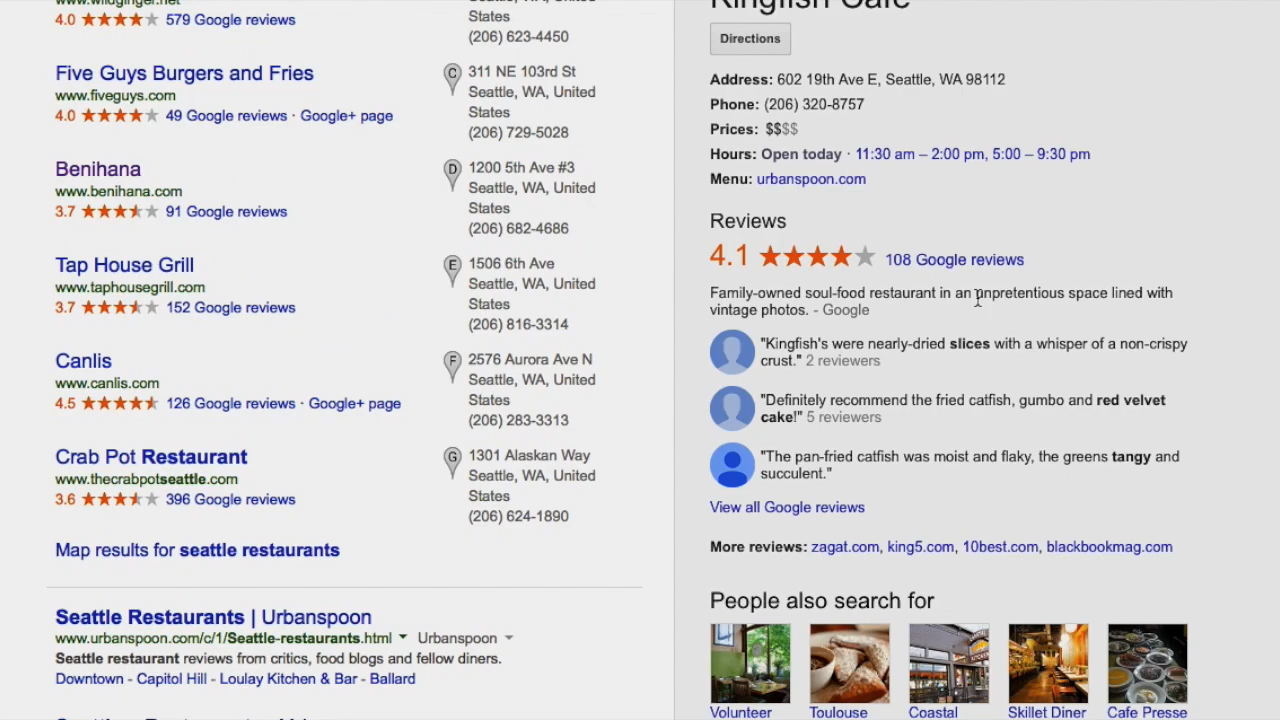 www.wildginger.net
4.0 579 Google reviews
States
(206) 623-4450
Five Guys Burgers and Fries
www.fiveguys.com
4.0 49 Google reviews · Google+ page
C 311 NE 103rd St
Seattle, WA, United
States
(206) 729-5028
Benihana
www.benihana.com
3.7 91 Google reviews
D 1200 5th Ave #3
Seattle, WA, United
States
(206) 682-4686
Tap House Grill
www.taphousegrill.com
3.7 152 Google reviews
E 1506 6th Ave
Seattle, WA, United
States
(206) 816-3314
Canlis
www.canlis.com
4.5 126 Google reviews · Google+ page
F 2576 Aurora Ave N
Seattle, WA, United
States
(206) 283-3313
Crab Pot Restaurant
www.thecrabpotseattle.com
3.6 396 Google reviews
G 1301 Alaskan Way
Seattle, WA, United
States
(206) 624-1890
Map results for seattle restaurants
Seattle Restaurants | Urbanspoon
www.urbanspoon.com/c/1/Seattle-restaurants.html Urbanspoon
Seattle restaurant reviews from critics, food blogs and fellow diners.
Downtown - Capitol Hill - Loulay Kitchen & Bar - Ballard
Kingfish Cafe
Directions
Address: 602 19th Ave E, Seattle, WA 98112
Phone: (206) 320-8757
Prices: $$$$
Hours: Open today · 11:30 am – 2:00 pm, 5:00 – 9:30 pm
Menu: urbanspoon.com
Reviews
4.1 108 Google reviews
Family-owned soul-food restaurant in an unpretentious space lined with
vintage photos. - Google
"Kingfish's were nearly-dried slices with a whisper of a non-crispy
crust." 2 reviewers
"Definitely recommend the fried catfish, gumbo and red velvet
cake!" 5 reviewers
"The pan-fried catfish was moist and flaky, the greens tangy and
succulent."
View all Google reviews
More reviews: zagat.com, king5.com, 10best.com, blackbookmag.com
People also search for
Volunteer Toulouse Coastal Skillet Diner Cafe Presse